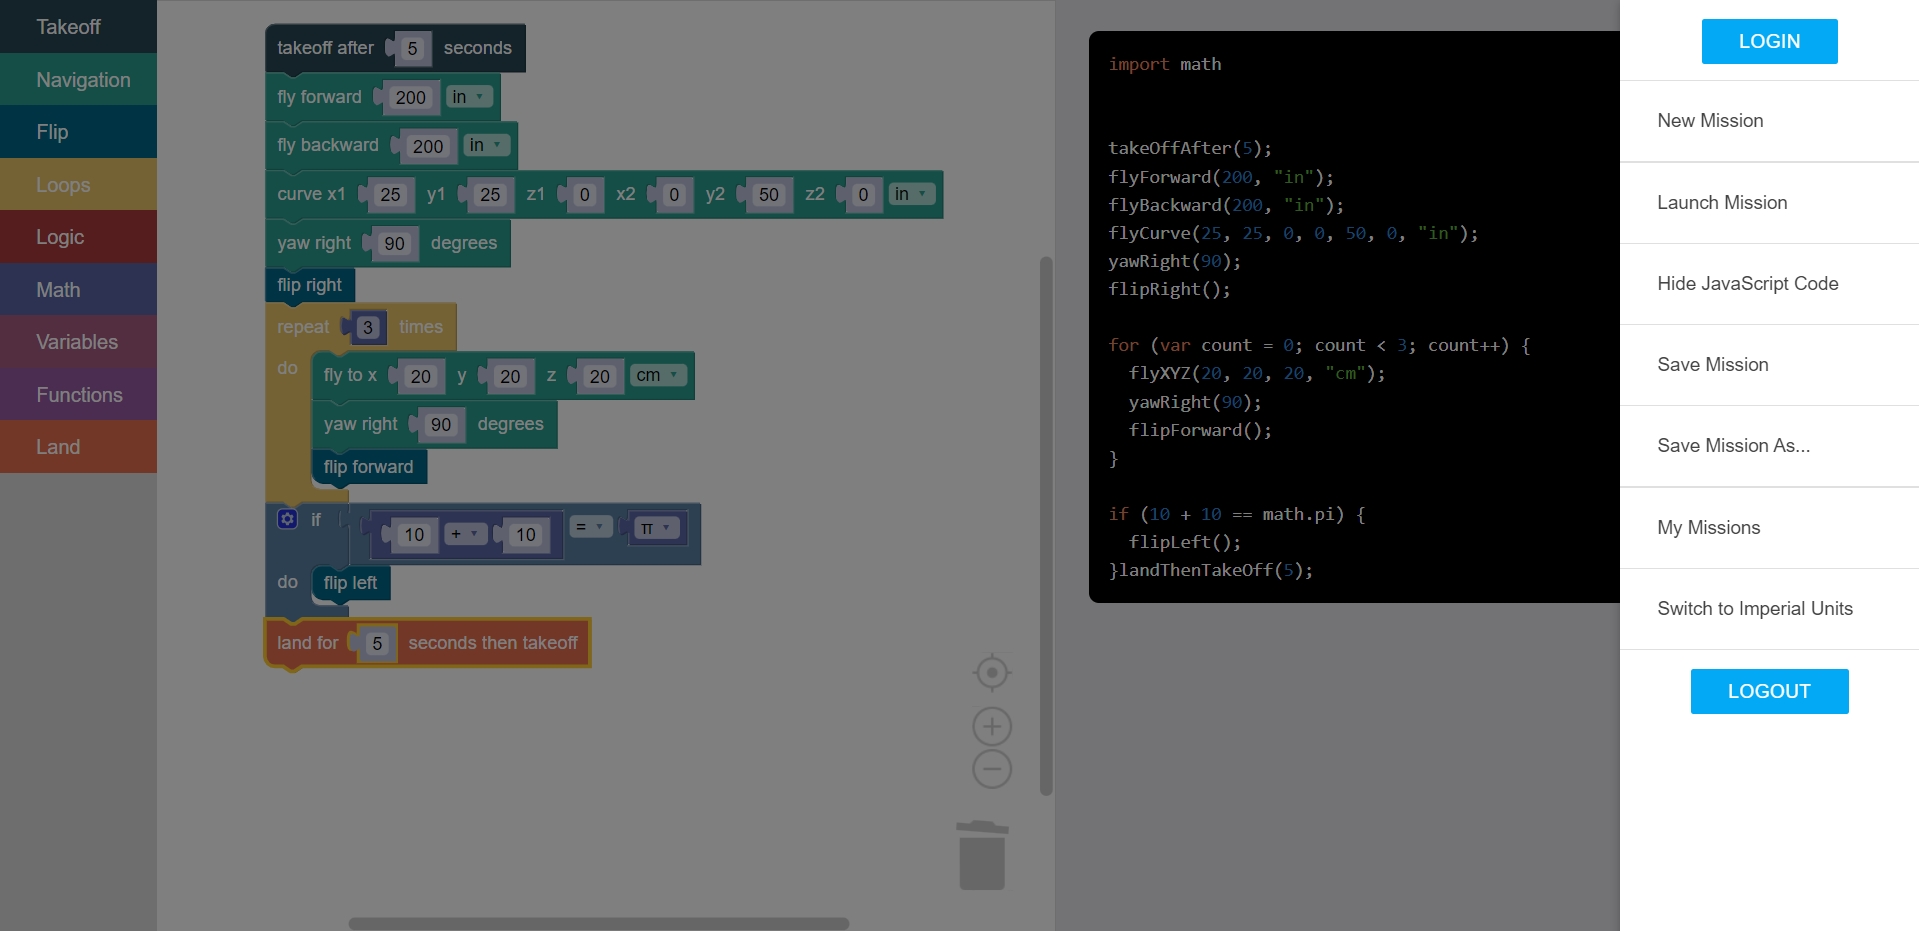 Takeoff
Navigation
Flip
Loops
Logic
Math
Variables
Functions
Land
takeoff after 5 seconds
fly forward 200 in
fly backward 200 in
curve x1 25 y1 25 z1 0 x2 0 y2 50 z2 0 in
yaw right 90 degrees
flip right
repeat 3 times
do fly to x 20 y 20 z 20 cm
yaw right 90 degrees
flip forward
if 10 + 10 = π
do flip left
land for 5 seconds then takeoff
import math
takeOffAfter(5);
flyForward(200, "in");
flyBackward(200, "in");
flyCurve(25, 25, 0, 0, 50, 0, "in");
yawRight(90);
flipRight();
for (var count = 0; count < 3; count++) {
flyXYZ(20, 20, 20, "cm");
yawRight(90);
flipForward();
}
if (10 + 10 == math.pi) {
flipLeft();
}landThenTakeOff(5);
LOGIN
New Mission
Launch Mission
Hide JavaScript Code
Save Mission
Save Mission As...
My Missions
Switch to Imperial Units
LOGOUT